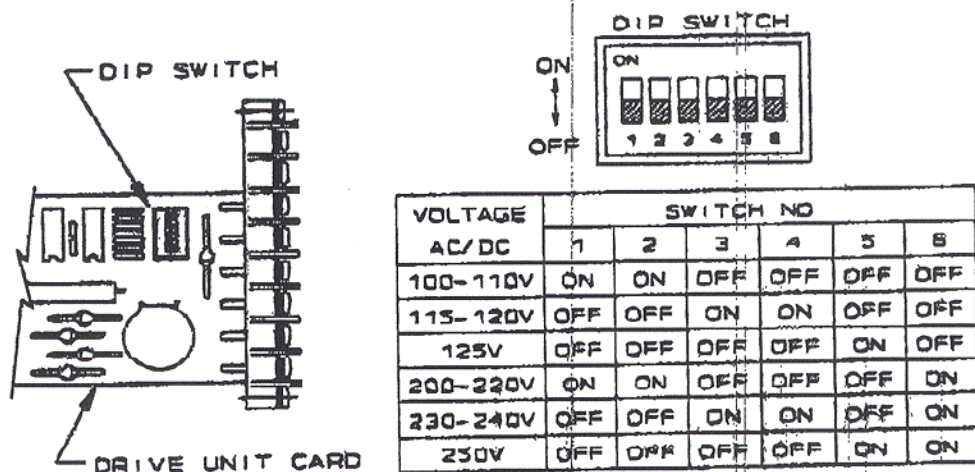 DIP SWITCH
DRIVE UNIT CARD
DIP SWITCH
ON
OFF
ON
1 2 3 4 5 6
VOLTAGE AC/DC SWITCH NO
1 2 3 4 5 6
100-110V ON ON OFF OFF OFF OFF
115-120V OFF OFF ON ON OFF OFF
125V OFF OFF OFF OFF ON OFF
200-220V ON ON OFF OFF OFF ON
230-240V OFF OFF ON ON OFF ON
250V OFF OFF OFF OFF ON ON